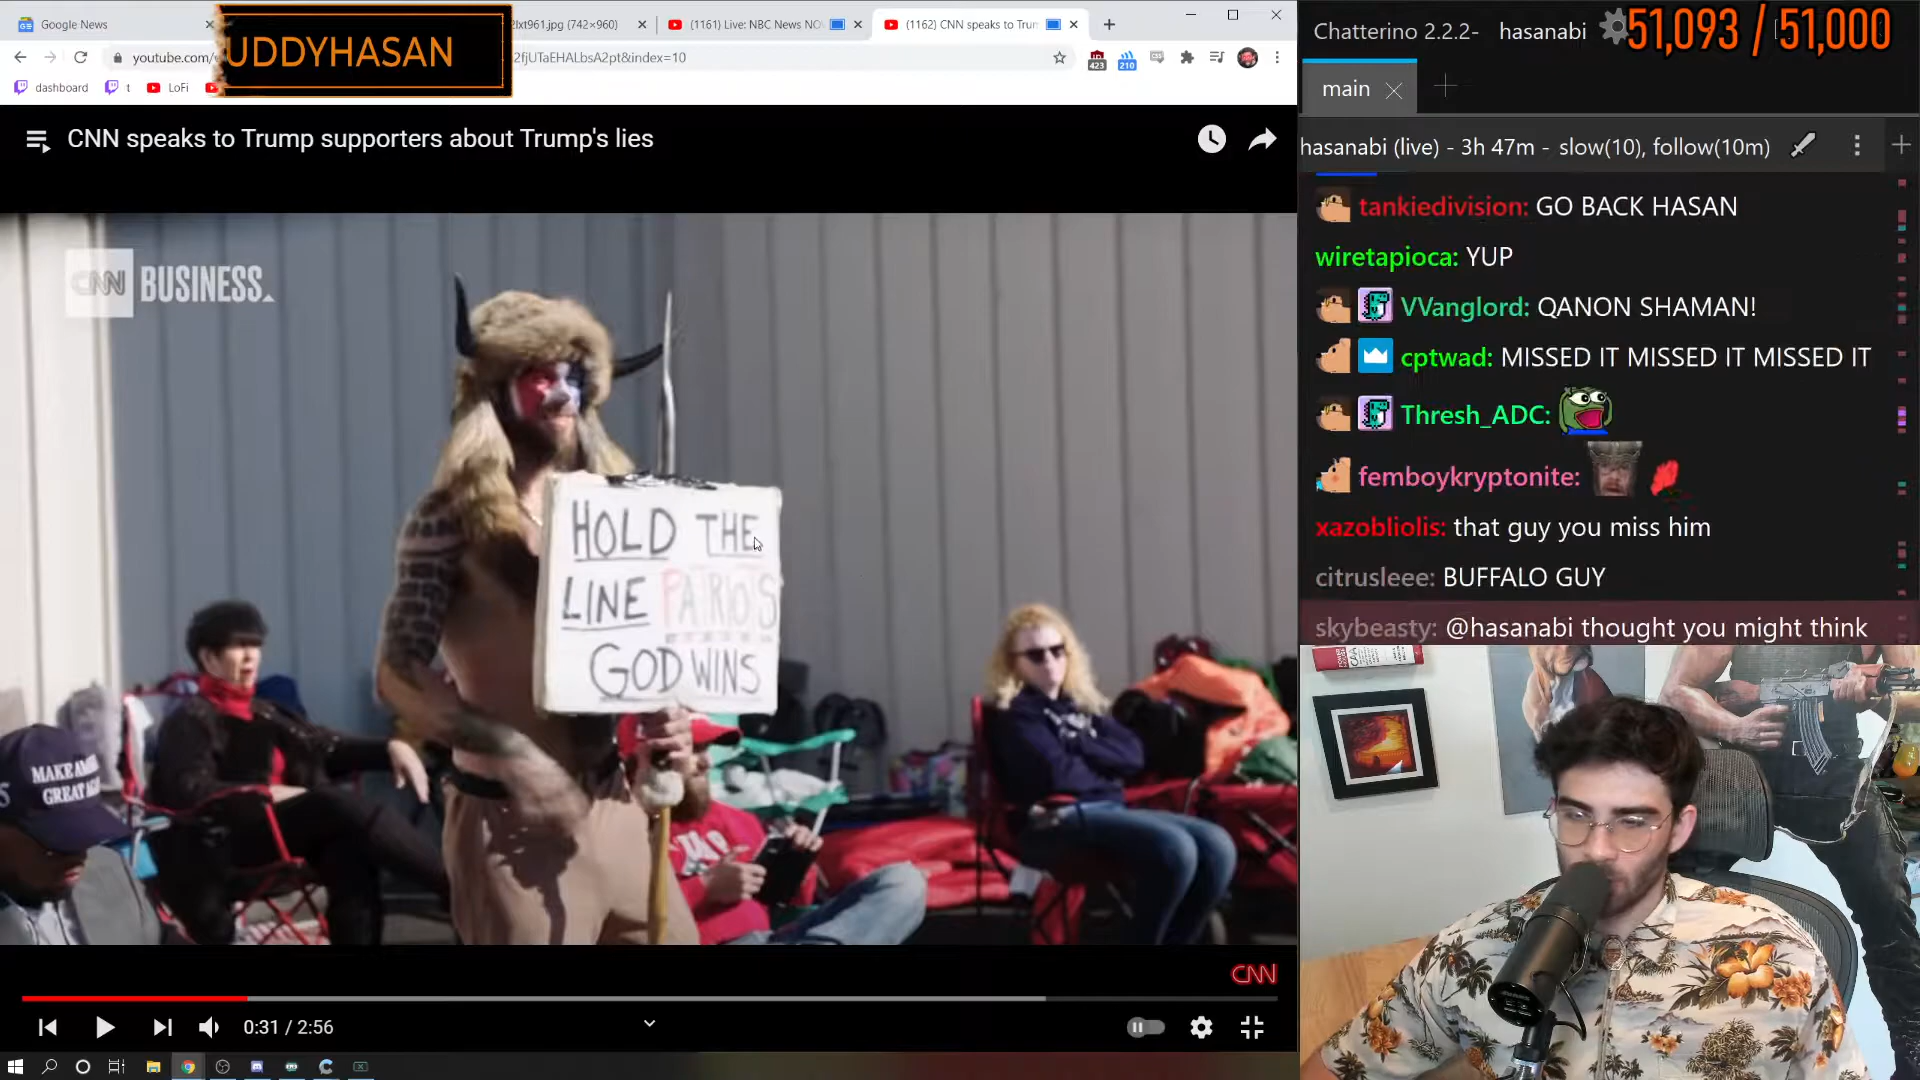 Google News
2lxt961.jpg (742×960)
(1161) Live: NBC News NO
(1162) CNN speaks to Trum
UDDYHASAN
youtube.com/
2fjUTaEHALbsA2pt&index=10
423
210
dashboard
t
LoFi
CNN speaks to Trump supporters about Trump's lies
CNN BUSINESS
HOLD THE
LINE PATRIOTS
GOD WINS
MAKE AM
GREAT AG
CNN
0:31 / 2:56
Chatterino 2.2.2-
hasanabi
51,093 / 51,000
main
hasanabi (live) - 3h 47m - slow(10), follow(10m)
tankiedivision: GO BACK HASAN
wiretapioca: YUP
VVanglord: QANON SHAMAN!
cptwad: MISSED IT MISSED IT MISSED IT
Thresh_ADC:
femboykryptonite:
xazobliolis: that guy you miss him
citrusleee: BUFFALO GUY
skybeasty: @hasanabi thought you might think